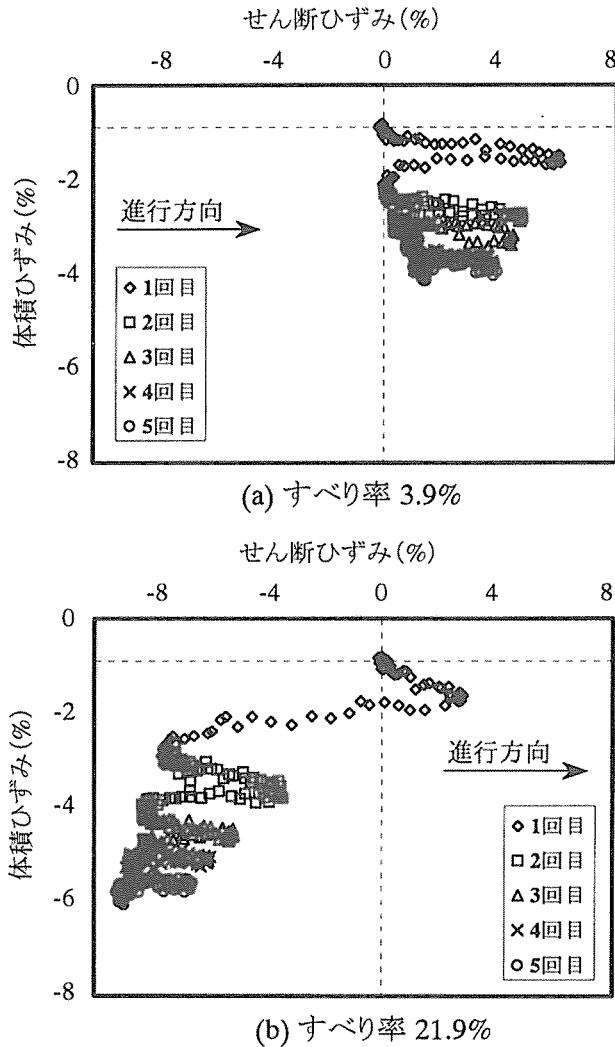 せん断ひずみ(%)
-8 -4 0 4 8
0
-2
-4
-6
-8
体積ひずみ(%)
進行方向
1回目
2回目
3回目
4回目
5回目
(a) すべり率 3.9%
せん断ひずみ(%)
-8 -4 0 4 8
0
-2
-4
-6
-8
体積ひずみ(%)
進行方向
1回目
2回目
3回目
4回目
5回目
(b) すべり率 21.9%